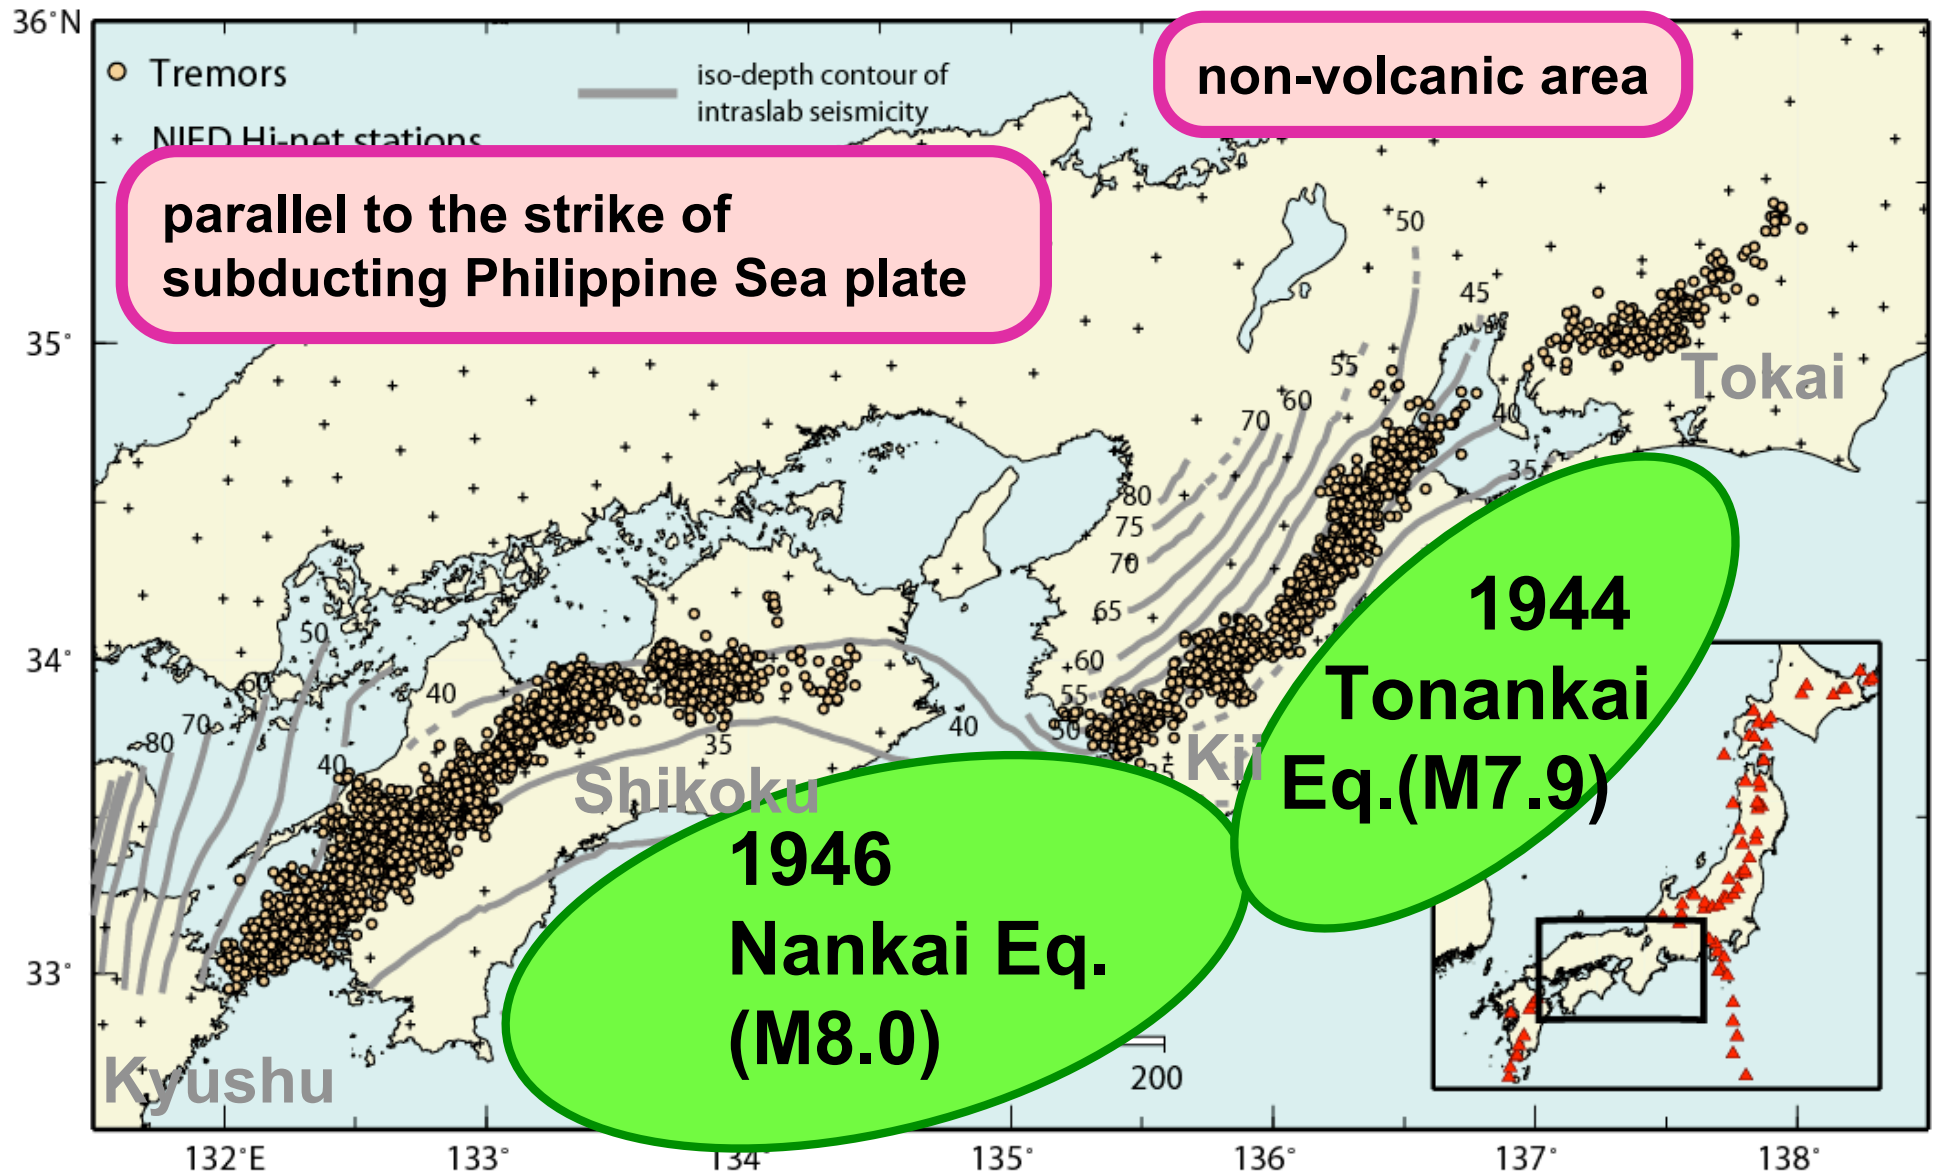 36°N
Tremors
iso-depth contour of
intraslab seismicity
non-volcanic area
NIED Hi-net stations
parallel to the strike of
subducting Philippine Sea plate
50
45
35°
55
Tokai
60
70
40
35
80
75
70
65
1944
Tonankai
Eq.(M7.9)
50
34°
60
60
55
40
40
50
70
80
35
40
Kii
35
Shikoku
1946
Nankai Eq.
(M8.0)
33°
200
Kyushu
132°E
133°
134°
135°
136°
137°
138°